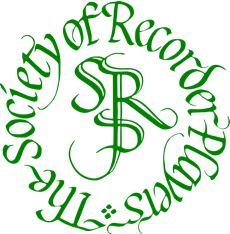 The Society of Recorder Players
SRP